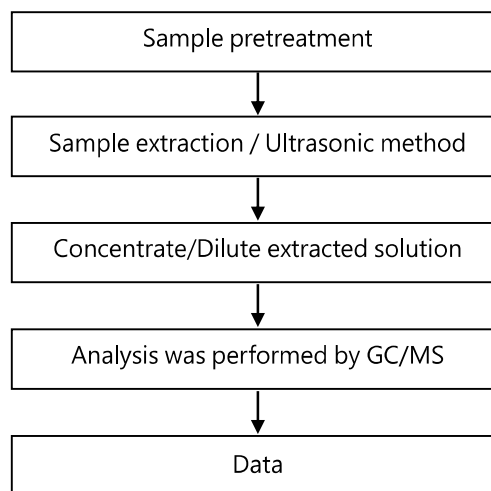 Sample pretreatment
Sample extraction / Ultrasonic method
Concentrate/Dilute extracted solution
Analysis was performed by GC/MS
Data